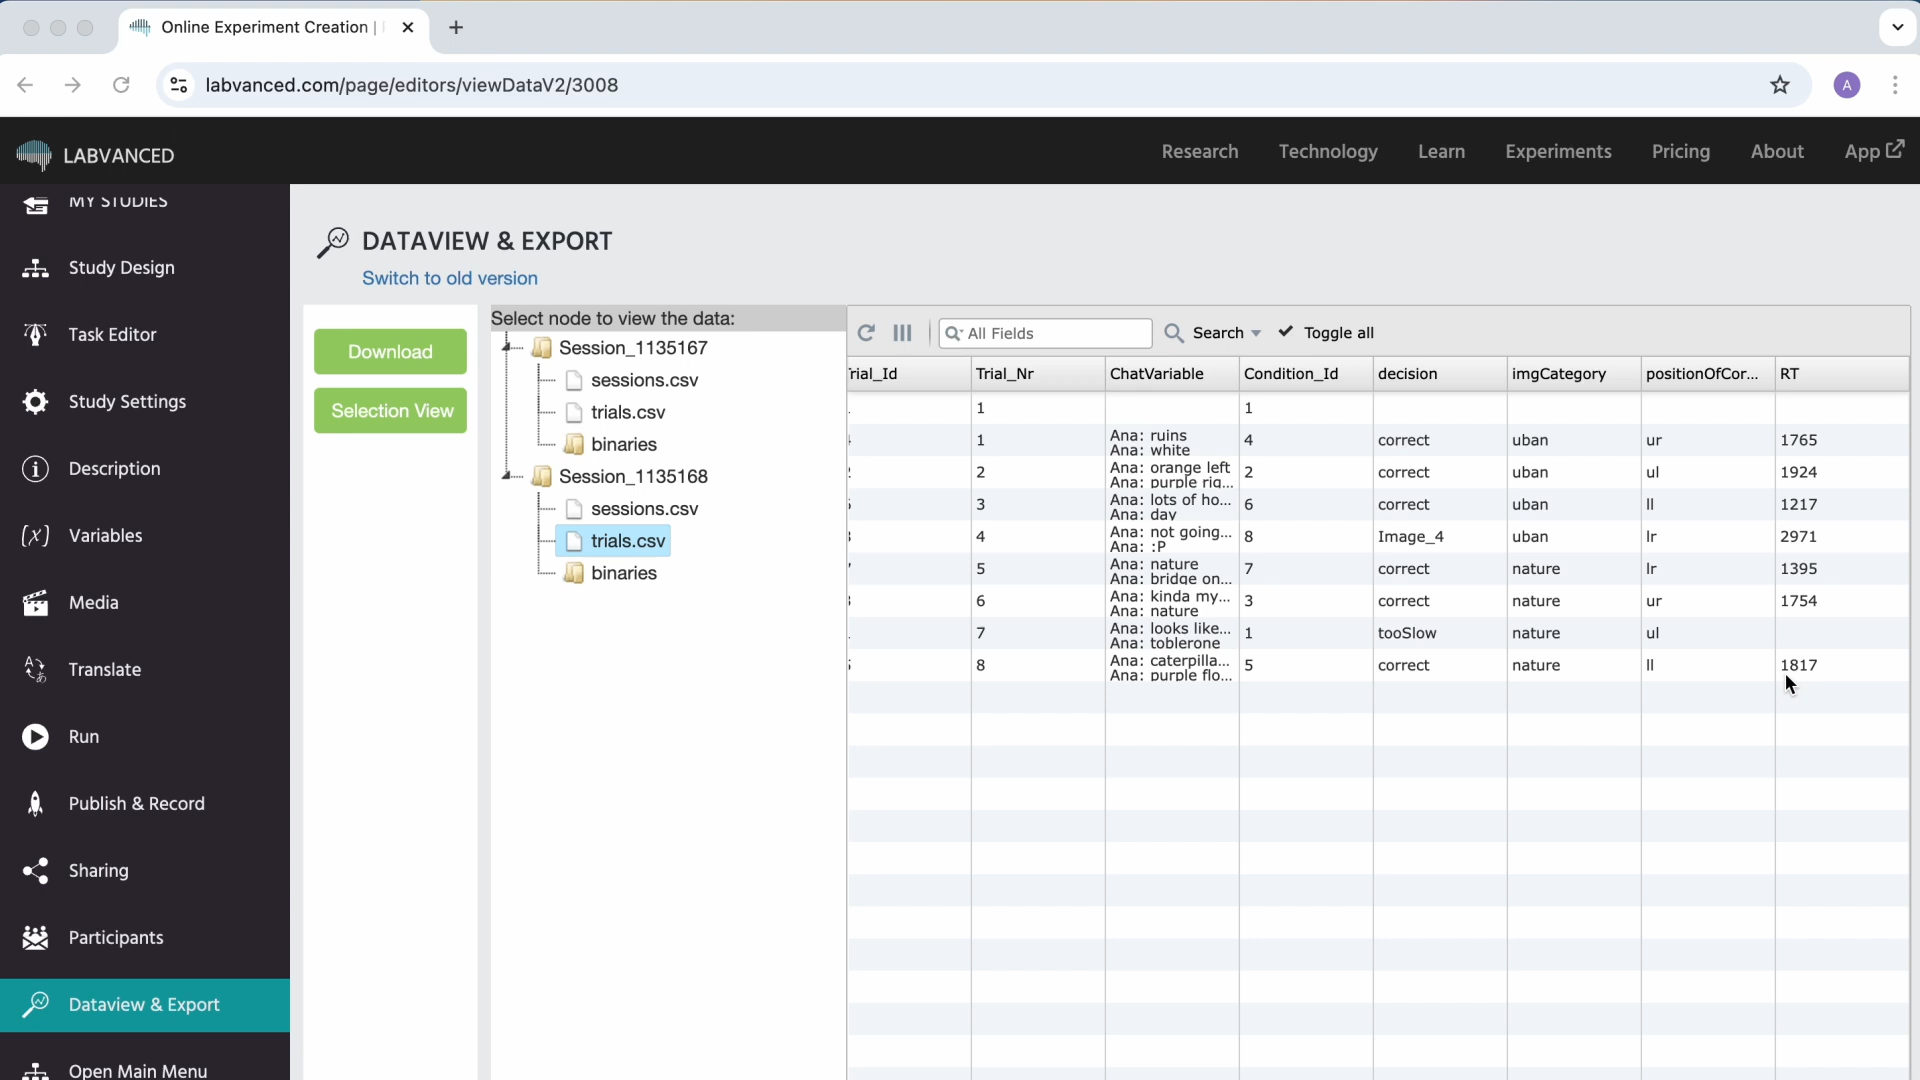 Online Experiment Creation |
labvanced.com/page/editors/viewDataV2/3008
A
LABVANCED
Research Technology Learn Experiments Pricing About App
MY STUDIES
Study Design
Task Editor
Study Settings
Description
(x) Variables
Media
Translate
Run
Publish & Record
Sharing
Participants
Dataview & Export
Open Main Menu
DATAVIEW & EXPORT
Switch to old version
Download
Selection View
Select node to view the data:
Session_1135167
sessions.csv
trials.csv
binaries
Session_1135168
sessions.csv
trials.csv
binaries
All Fields Search Toggle all
Trial_Id Trial_Nr ChatVariable Condition_Id decision imgCategory positionOfCor... RT
1 1
1 Ana: ruins Ana: white 4 correct uban ur 1765
2 Ana: orange left Ana: purple rig... 2 correct uban ul 1924
3 Ana: lots of ho... Ana: day 6 correct uban ll 1217
4 Ana: not going... Ana: :P 8 Image_4 uban lr 2971
5 Ana: nature Ana: bridge on... 7 correct nature lr 1395
6 Ana: kinda my... Ana: nature 3 correct nature ur 1754
7 Ana: looks like... Ana: toblerone 1 tooSlow nature ul
8 Ana: caterpilla... Ana: purple flo... 5 correct nature ll 1817